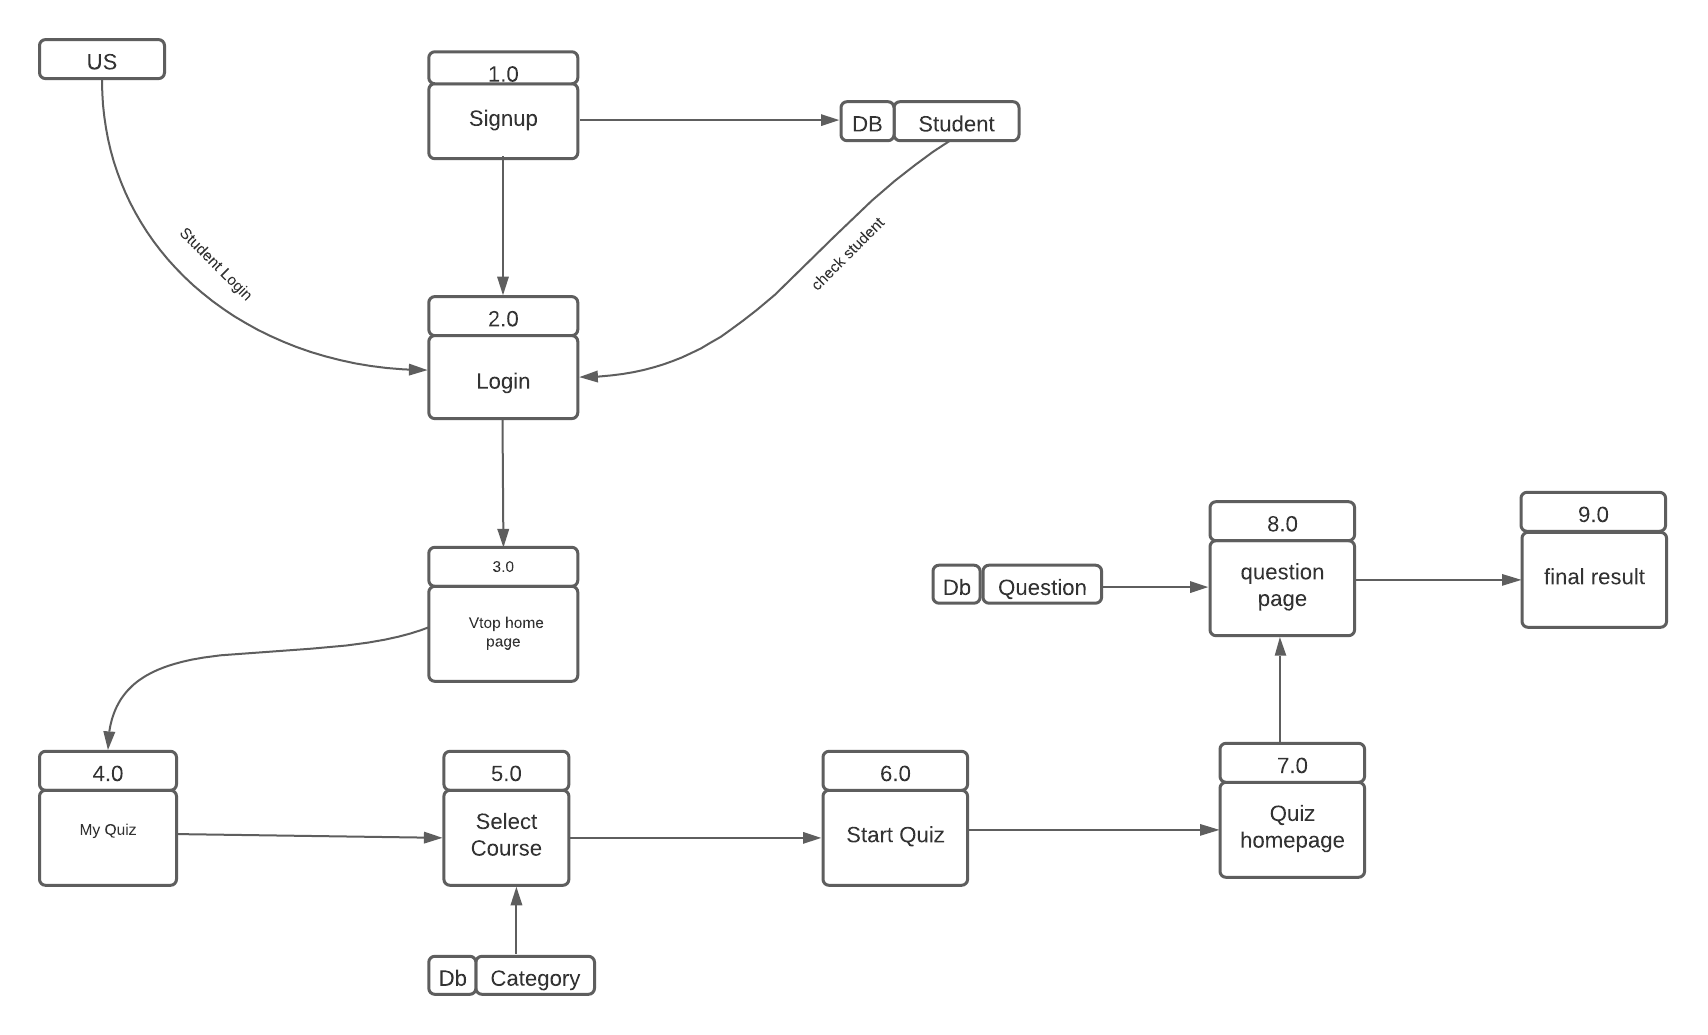 US
1.0
Signup
DB
Student
Student Login
check student
2.0
Login
3.0
Vtop home
page
8.0
question
page
9.0
final result
Db
Question
4.0
My Quiz
5.0
Select
Course
6.0
Start Quiz
7.0
Quiz
homepage
Db
Category